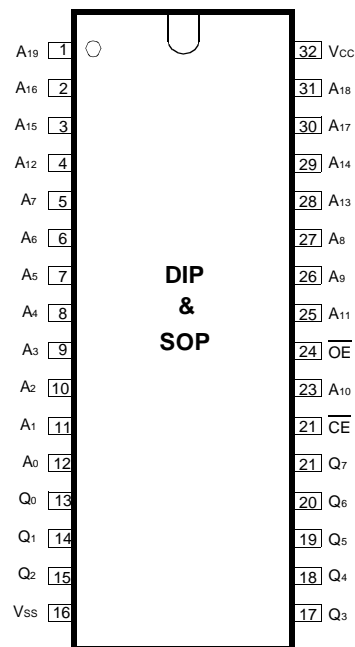 A19 1 32 VCC
A16 2 31 A18
A15 3 30 A17
A12 4 29 A14
A7 5 28 A13
A6 6 27 A8
A5 7 26 A9
A4 8 25 A11
A3 9 24 OE
A2 10 23 A10
A1 11 21 CE
A0 12 21 Q7
Q0 13 20 Q6
Q1 14 19 Q5
Q2 15 18 Q4
VSS 16 17 Q3
DIP
&
SOP